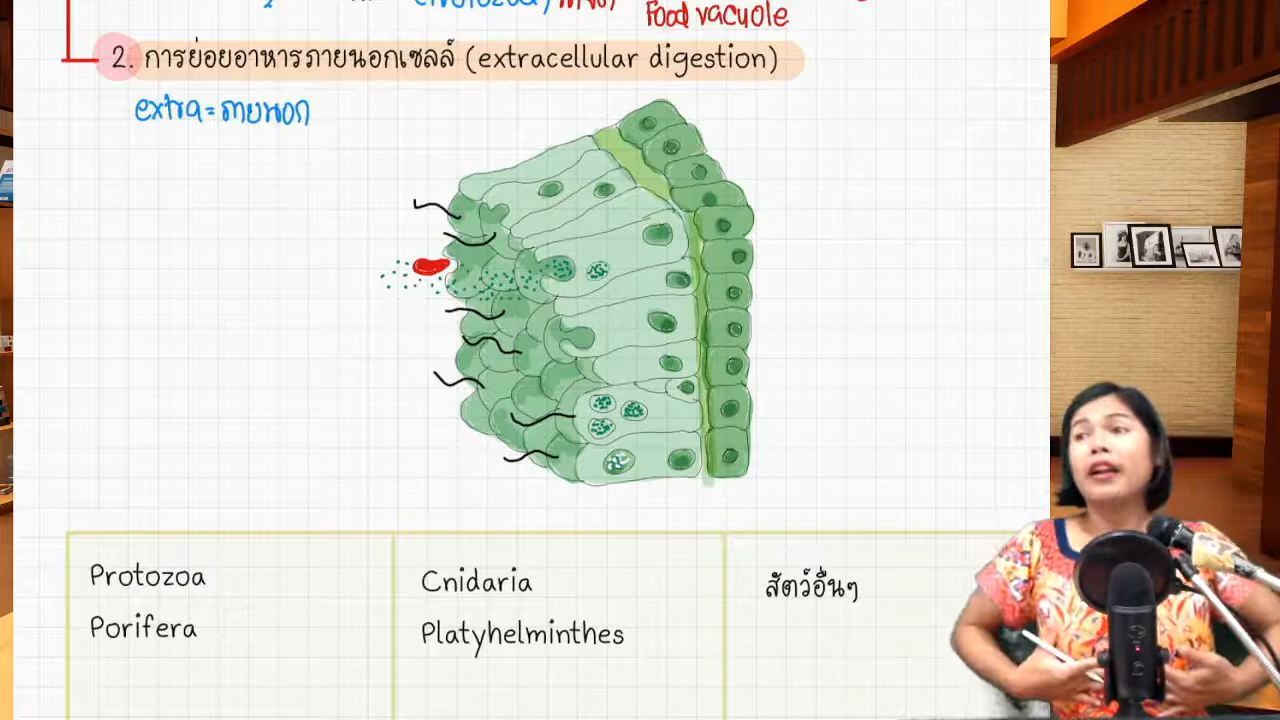 Food vacuole
2. การย่อยอาหารภายนอกเซลล์ (extracellular digestion)
extra = ภายนอก
Protozoa
Porifera
Cnidaria
Platyhelminthes
สัตว์อื่นๆ